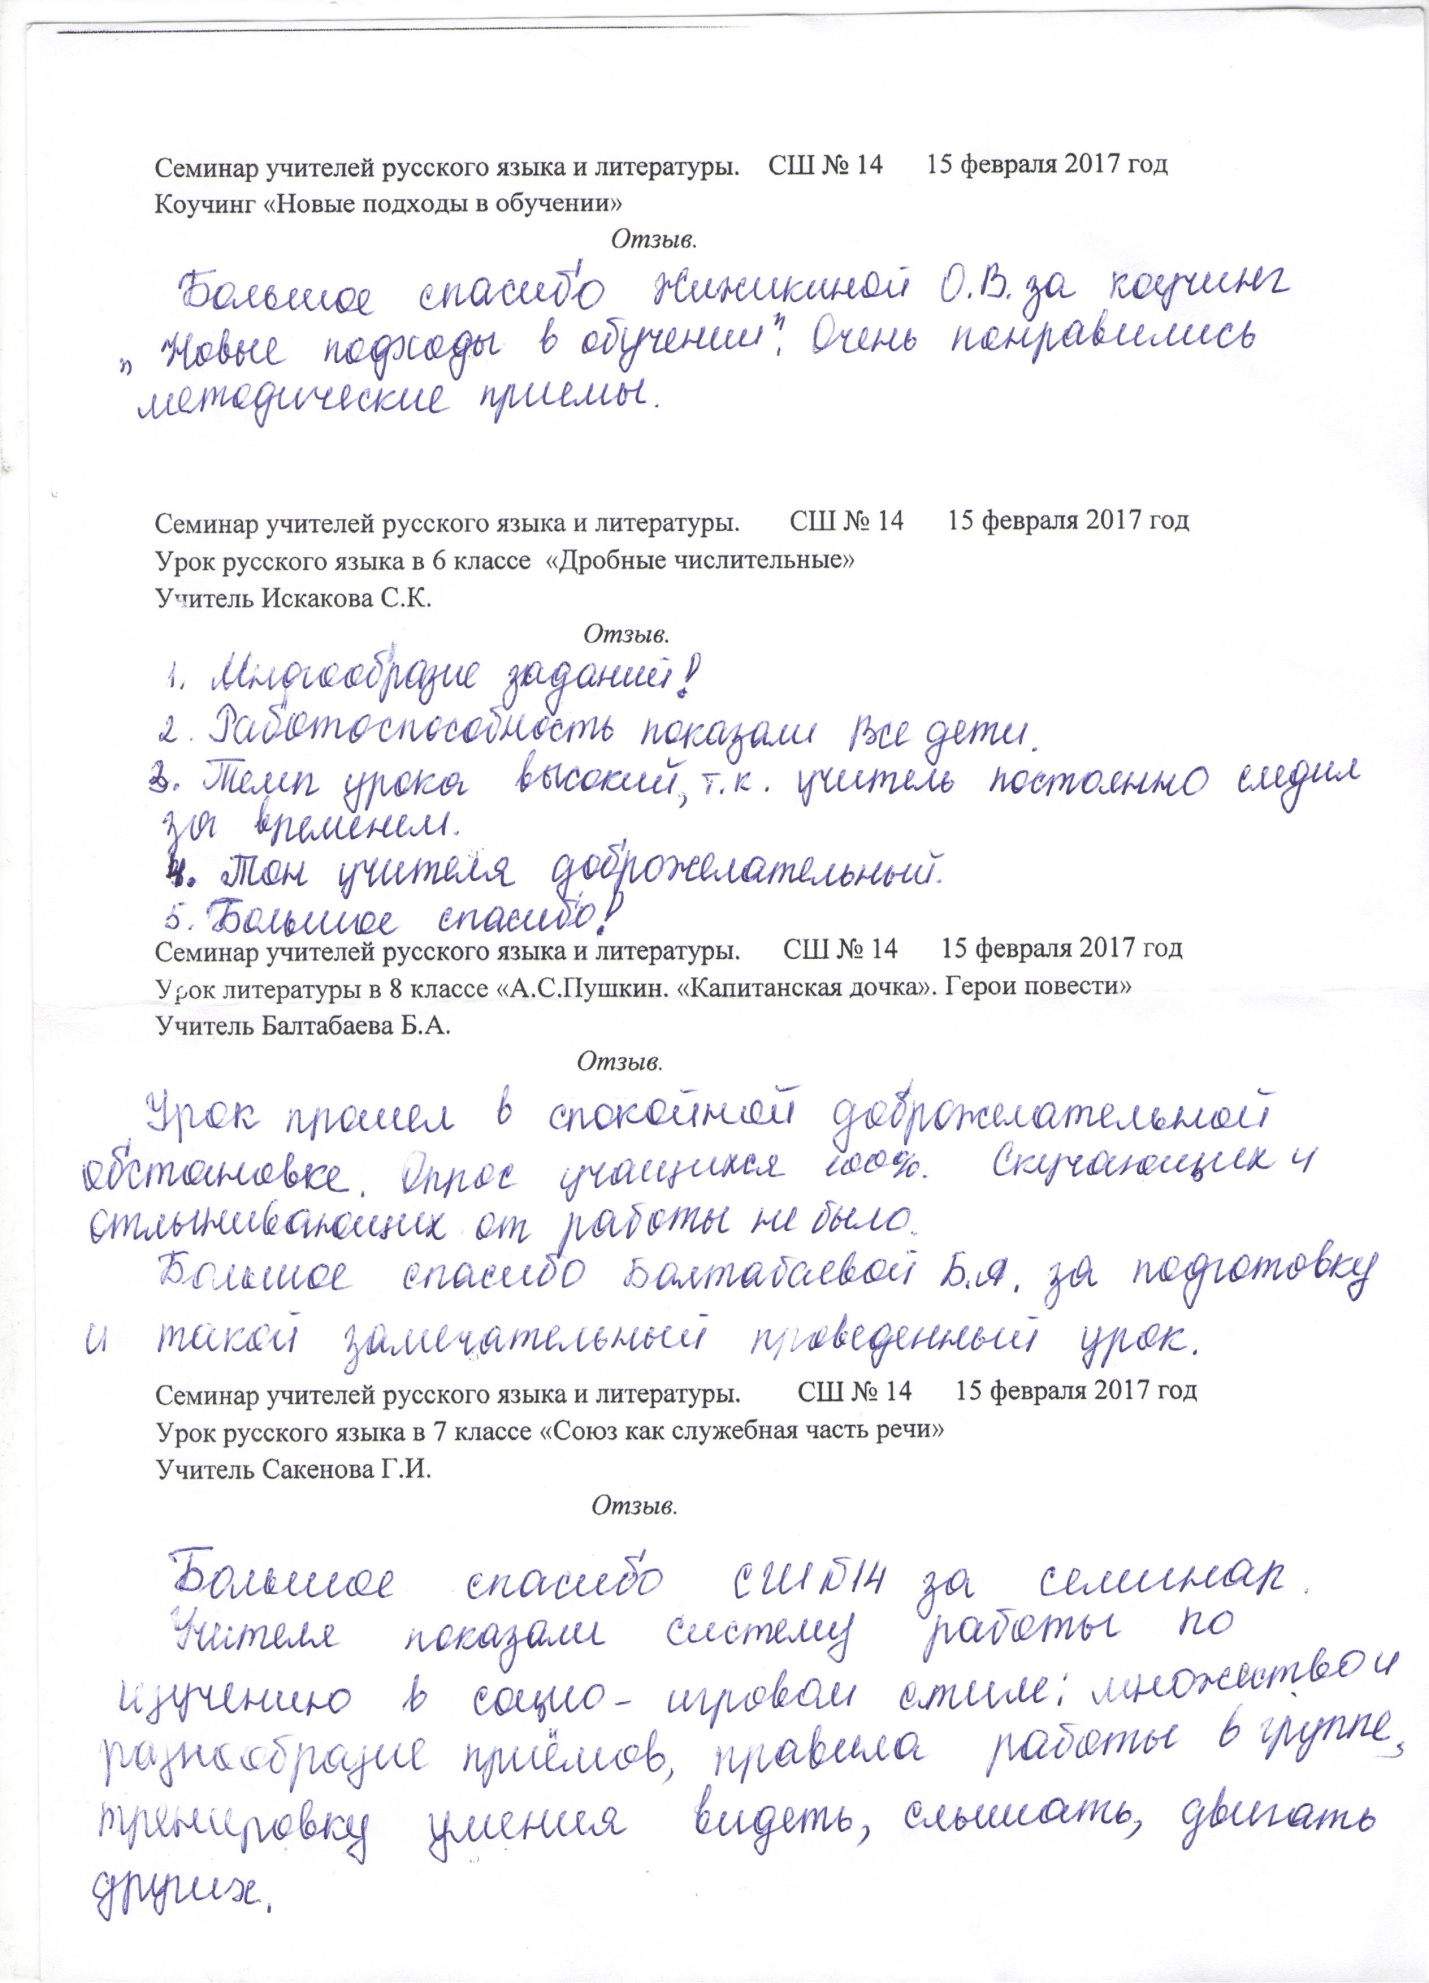 Семинар учителей русского языка и литературы. СШ № 14 15 февраля 2017 год
Коучинг «Новые подходы в обучении»
Отзыв.
Большое спасибо Нижикиной О.В. за коучинг
„Новые подходы в обучении". Очень понравились
методические приемы.
Семинар учителей русского языка и литературы. СШ № 14 15 февраля 2017 год
Урок русского языка в 6 классе «Дробные числительные»
Учитель Искакова С.К.
Отзыв.
1. Многообразие заданий!
2. Работоспособность показали все дети.
3. Темп урока высокий, т.к. учитель постоянно следил
за временем.
4. Тон учителя доброжелательный.
5. Большое спасибо!
Семинар учителей русского языка и литературы. СШ № 14 15 февраля 2017 год
Урок литературы в 8 классе «А.С.Пушкин. «Капитанская дочка». Герои повести»
Учитель Балтабаева Б.А.
Отзыв.
Урок прошел в спокойной доброжелательной
обстановке. Опрос учащихся 100%. Скучающих и
отлынивающих от работы не было.
Большое спасибо Балтабаевой Б.А. за подготовку
и такой замечательный проведенный урок.
Семинар учителей русского языка и литературы. СШ № 14 15 февраля 2017 год
Урок русского языка в 7 классе «Союз как служебная часть речи»
Учитель Сакенова Г.И.
Отзыв.
Большое спасибо СШ №14 за семинар.
Учителя показали систему работы по
изучению в социо-игровом стиле: множество и
разнообразие приёмов, правила работы в группе,
тренировку умения видеть, слышать, двигать
других.